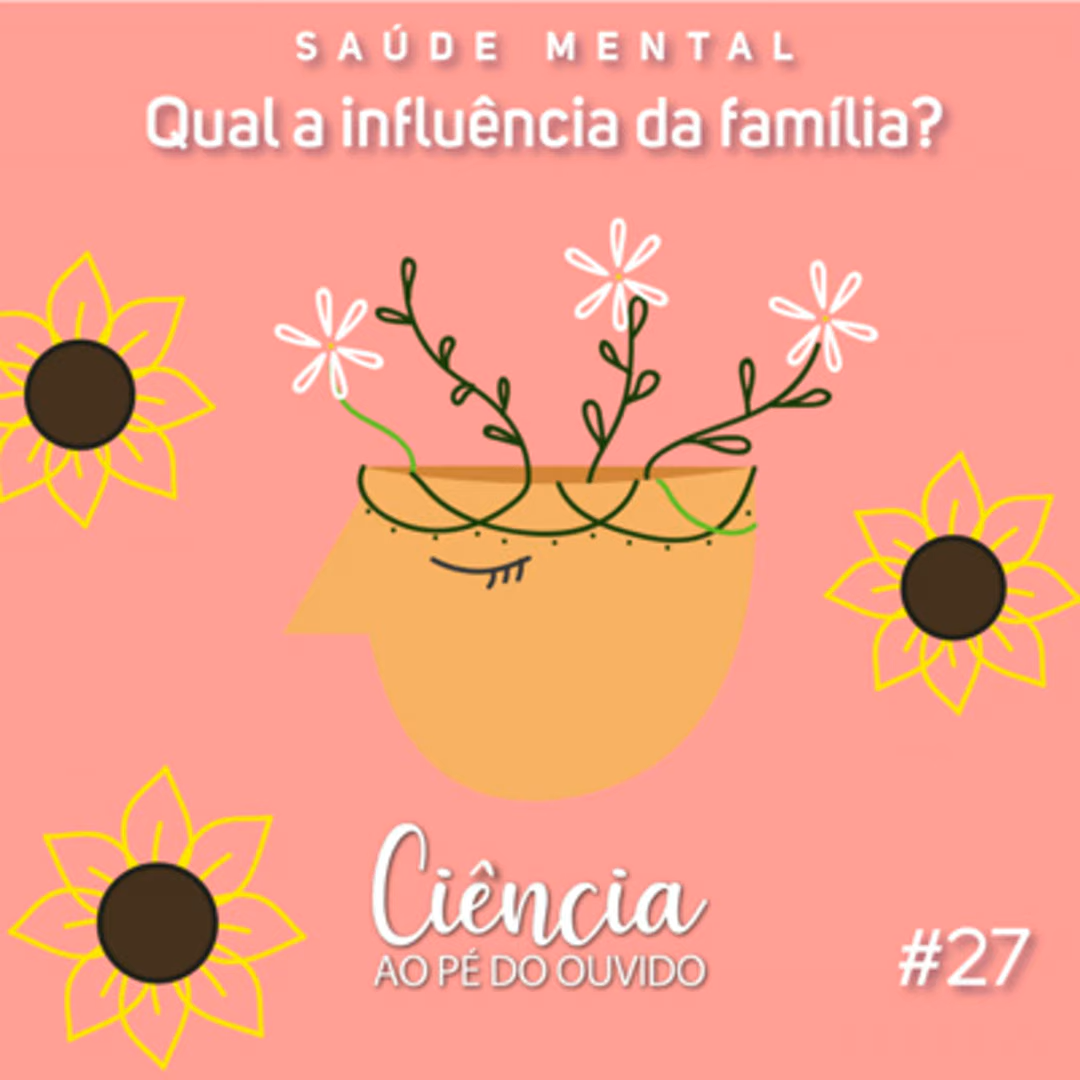 SAÚDE MENTAL
Qual a influência da família?
Ciência
AO PÉ DO OUVIDO
#27